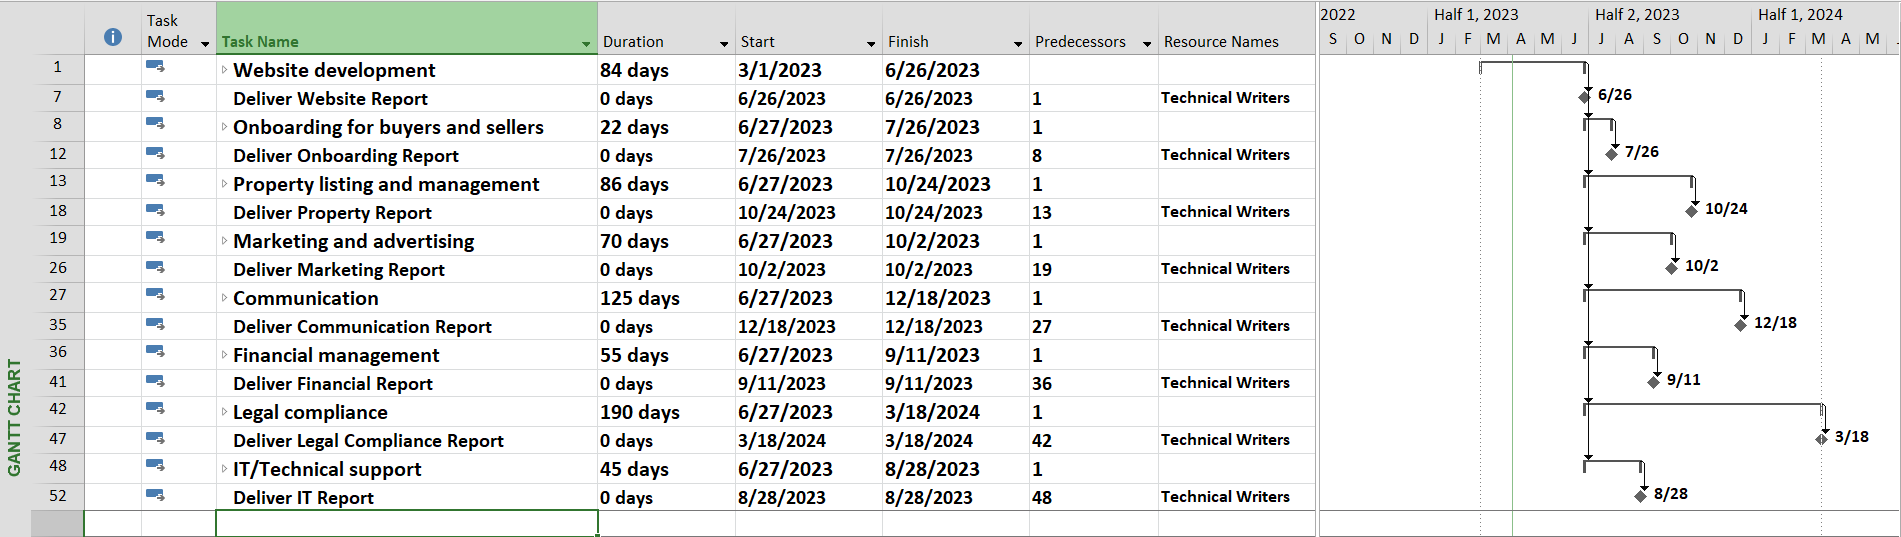 Task Mode Task Name Duration Start Finish Predecessors Resource Names
1 Website development 84 days 3/1/2023 6/26/2023
7 Deliver Website Report 0 days 6/26/2023 6/26/2023 1 Technical Writers
8 Onboarding for buyers and sellers 22 days 6/27/2023 7/26/2023 1
12 Deliver Onboarding Report 0 days 7/26/2023 7/26/2023 8 Technical Writers
13 Property listing and management 86 days 6/27/2023 10/24/2023 1
18 Deliver Property Report 0 days 10/24/2023 10/24/2023 13 Technical Writers
19 Marketing and advertising 70 days 6/27/2023 10/2/2023 1
26 Deliver Marketing Report 0 days 10/2/2023 10/2/2023 19 Technical Writers
27 Communication 125 days 6/27/2023 12/18/2023 1
35 Deliver Communication Report 0 days 12/18/2023 12/18/2023 27 Technical Writers
36 Financial management 55 days 6/27/2023 9/11/2023 1
41 Deliver Financial Report 0 days 9/11/2023 9/11/2023 36 Technical Writers
42 Legal compliance 190 days 6/27/2023 3/18/2024 1
47 Deliver Legal Compliance Report 0 days 3/18/2024 3/18/2024 42 Technical Writers
48 IT/Technical support 45 days 6/27/2023 8/28/2023 1
52 Deliver IT Report 0 days 8/28/2023 8/28/2023 48 Technical Writers
GANTT CHART
2022 Half 1, 2023 Half 2, 2023 Half 1, 2024
S O N D J F M A M J J A S O N D J F M A M
6/26
7/26
10/24
10/2
12/18
9/11
3/18
8/28